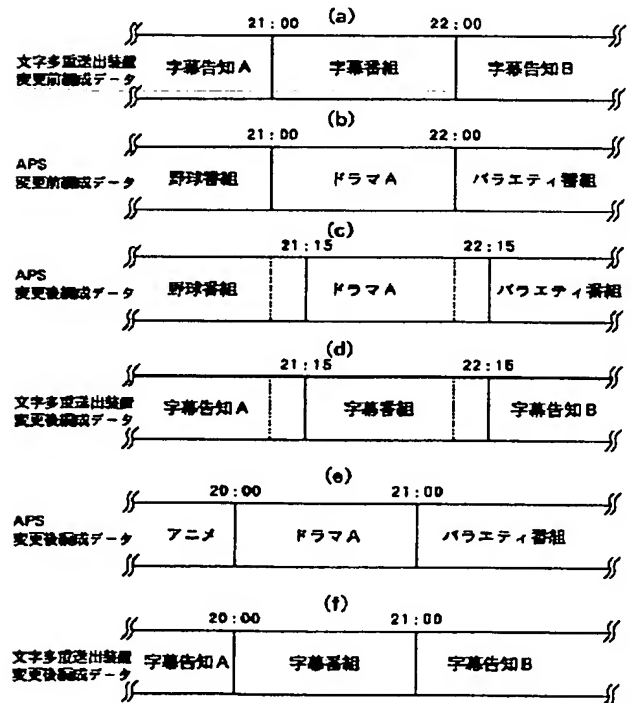 (a)
21:00 22:00
文字多重送出装置
変更前編成データ
字幕告知A 字幕番組 字幕告知B
(b)
21:00 22:00
APS
変更前編成データ
野球番組 ドラマA バラエティ番組
(c)
21:15 22:15
APS
変更後編成データ
野球番組 ドラマA バラエティ番組
(d)
21:15 22:15
文字多重送出装置
変更後編成データ
字幕告知A 字幕番組 字幕告知B
(e)
20:00 21:00
APS
変更後編成データ
アニメ ドラマA バラエティ番組
(f)
20:00 21:00
文字多重送出装置
変更後編成データ
字幕告知A 字幕番組 字幕告知B